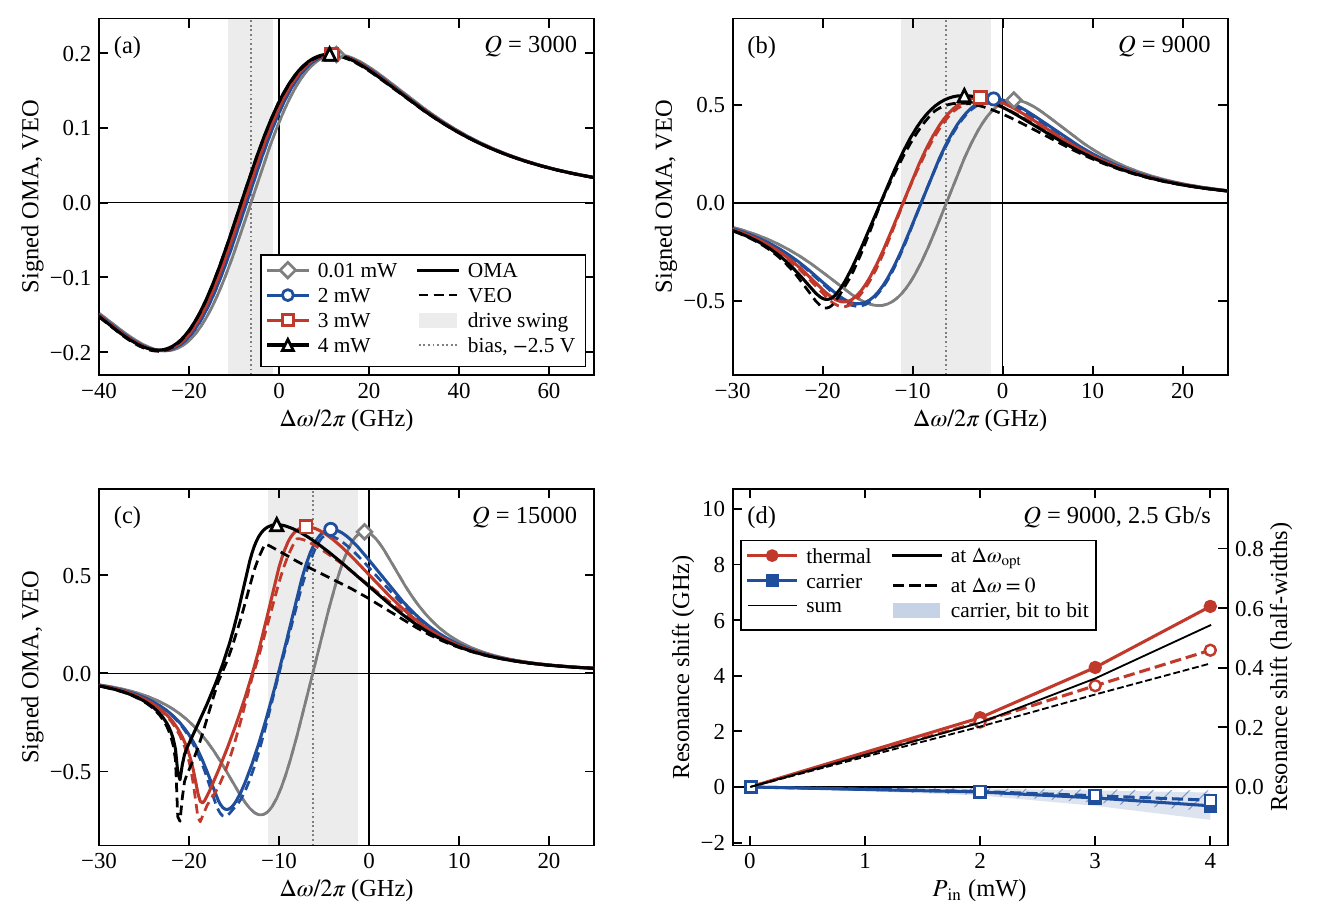 (a)
Q = 3000
Signed OMA, VEO
0.2
0.1
0.0
−0.1
−0.2
0.01 mW
2 mW
3 mW
4 mW
OMA
VEO
drive swing
bias, −2.5 V
−40 −20 0 20 40 60
Δω/2π (GHz)
(b)
Q = 9000
Signed OMA, VEO
0.5
0.0
−0.5
−30 −20 −10 0 10 20
Δω/2π (GHz)
(c)
Q = 15000
Signed OMA, VEO
0.5
0.0
−0.5
−30 −20 −10 0 10 20
Δω/2π (GHz)
(d)
Q = 9000, 2.5 Gb/s
Resonance shift (GHz)
10
8
6
4
2
0
−2
thermal
carrier
sum
at Δωopt
at Δω = 0
carrier, bit to bit
0.8
0.6
0.4
0.2
0.0
Resonance shift (half-widths)
0 1 2 3 4
Pin (mW)